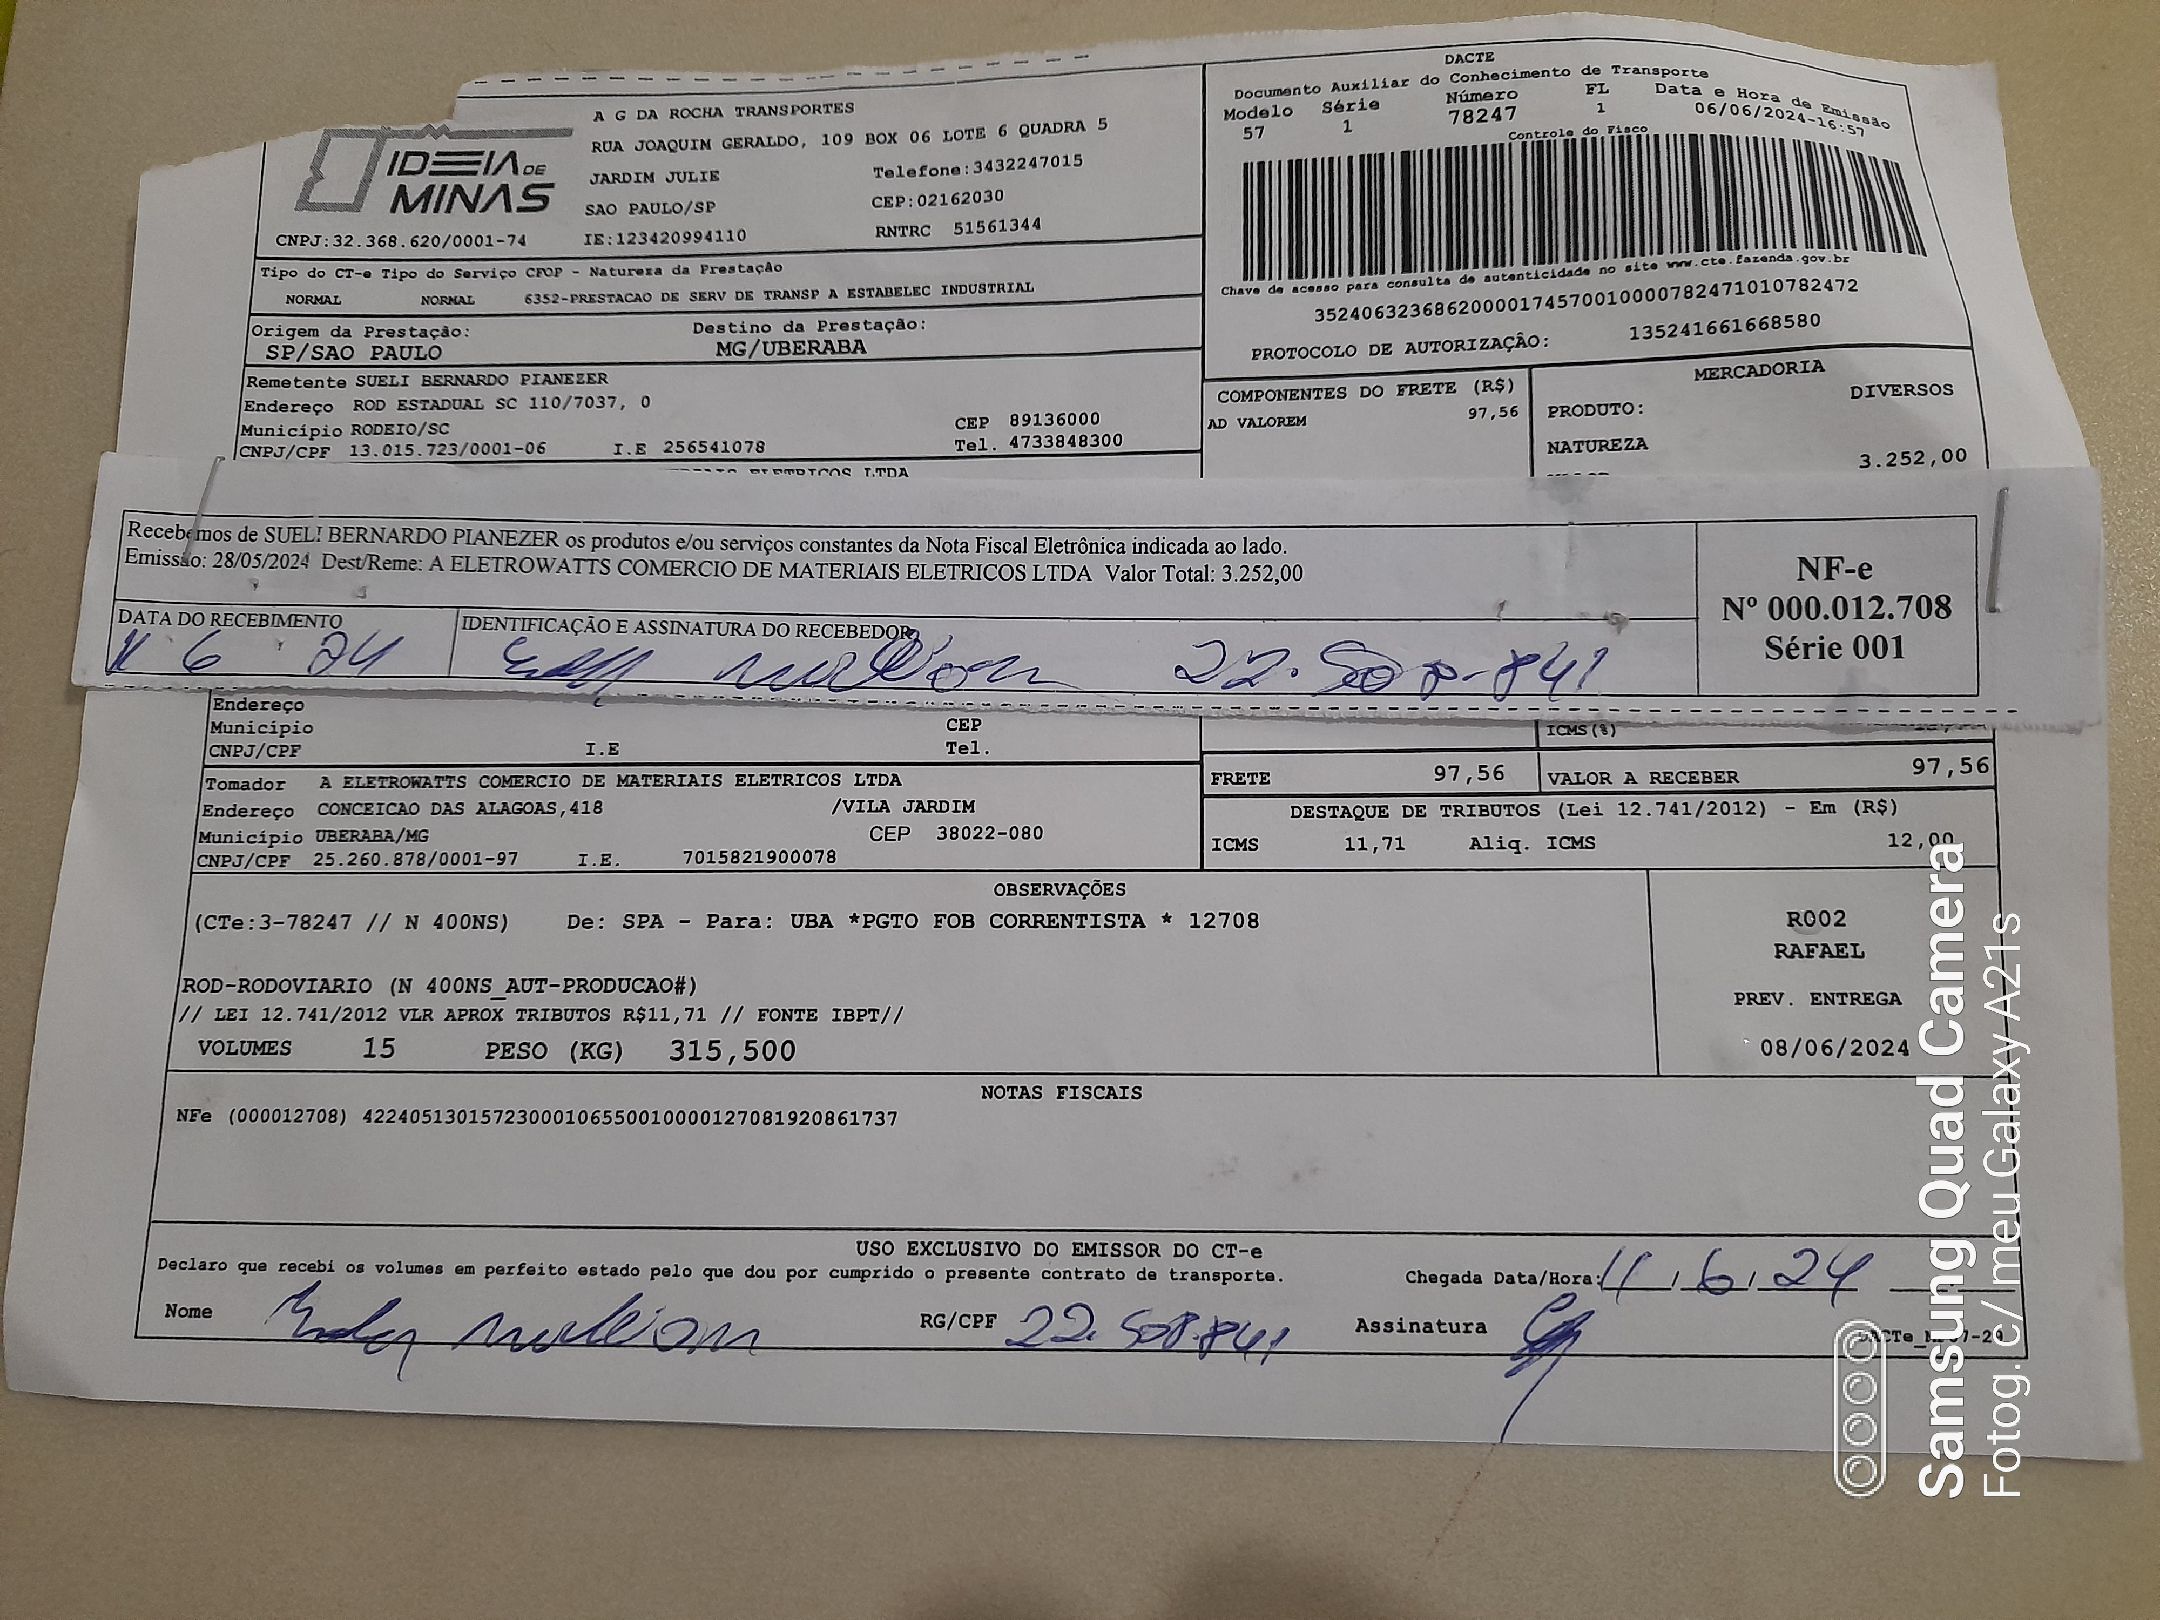 DACTE
Documento Auxiliar do Conhecimento de Transporte
Modelo Série Número FL Data e Hora de Emissão
57 1 78247 1 06/06/2024-16:57
Controle do Fisco
IDEIA DE
MINAS
A G DA ROCHA TRANSPORTES
RUA JOAQUIM GERALDO, 109 BOX 06 LOTE 6 QUADRA 5
JARDIM JULIE Telefone:3432247015
SAO PAULO/SP CEP:02162030
CNPJ:32.368.620/0001-74 IE:123420994110 RNTRC 51561344
Chave de acesso para consulta de autenticidade no site www.cte.fazenda.gov.br
35240632368620000174570010000782471010782472
PROTOCOLO DE AUTORIZAÇÃO: 135241661668580
Tipo do CT-e Tipo do Serviço CFOP - Natureza da Prestação
NORMAL NORMAL 6352-PRESTACAO DE SERV DE TRANSP A ESTABELEC INDUSTRIAL
Origem da Prestação: Destino da Prestação:
SP/SAO PAULO MG/UBERABA
Remetente SUELI BERNARDO PIANEZER
Endereço ROD ESTADUAL SC 110/7037, 0
Município RODEIO/SC CEP 89136000
CNPJ/CPF 13.015.723/0001-06 I.E 256541078 Tel. 4733848300
COMPONENTES DO FRETE (R$)
AD VALOREM 97,56
MERCADORIA
PRODUTO: DIVERSOS
NATUREZA
3.252,00
ELETRICOS LTDA
Recebemos de SUELI BERNARDO PIANEZER os produtos e/ou serviços constantes da Nota Fiscal Eletrônica indicada ao lado.
Emissão: 28/05/2024 Dest/Reme: A ELETROWATTS COMERCIO DE MATERIAIS ELETRICOS LTDA Valor Total: 3.252,00
DATA DO RECEBIMENTO IDENTIFICAÇÃO E ASSINATURA DO RECEBEDOR
11 6 24 22.508-841
NF-e
Nº 000.012.708
Série 001
Endereço
Município CEP
CNPJ/CPF I.E Tel.
ICMS(%)
Tomador A ELETROWATTS COMERCIO DE MATERIAIS ELETRICOS LTDA
Endereço CONCEICAO DAS ALAGOAS,418 /VILA JARDIM
Município UBERABA/MG CEP 38022-080
CNPJ/CPF 25.260.878/0001-97 I.E. 7015821900078
FRETE 97,56 VALOR A RECEBER 97,56
DESTAQUE DE TRIBUTOS (Lei 12.741/2012) - Em (R$)
ICMS 11,71 Aliq. ICMS 12,00
OBSERVAÇÕES
(CTe:3-78247 // N 400NS) De: SPA - Para: UBA *PGTO FOB CORRENTISTA * 12708
ROD-RODOVIARIO (N 400NS_AUT-PRODUCAO#)
// LEI 12.741/2012 VLR APROX TRIBUTOS R$11,71 // FONTE IBPT//
VOLUMES 15 PESO (KG) 315,500
R002
RAFAEL
PREV. ENTREGA
08/06/2024
NOTAS FISCAIS
NFe (000012708) 42240513015723000106550010000127081920861737
USO EXCLUSIVO DO EMISSOR DO CT-e
Declaro que recebi os volumes em perfeito estado pelo que dou por cumprido o presente contrato de transporte.
Chegada Data/Hora: 11, 6, 24
Nome RG/CPF 22.508.841 Assinatura
Samsung Quad Camera
Fotog. c/ meu Galaxy A21s